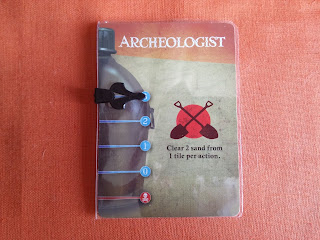 ARCHEOLOGIST
2
1
0
Clear 2 sand from
1 tile per action.